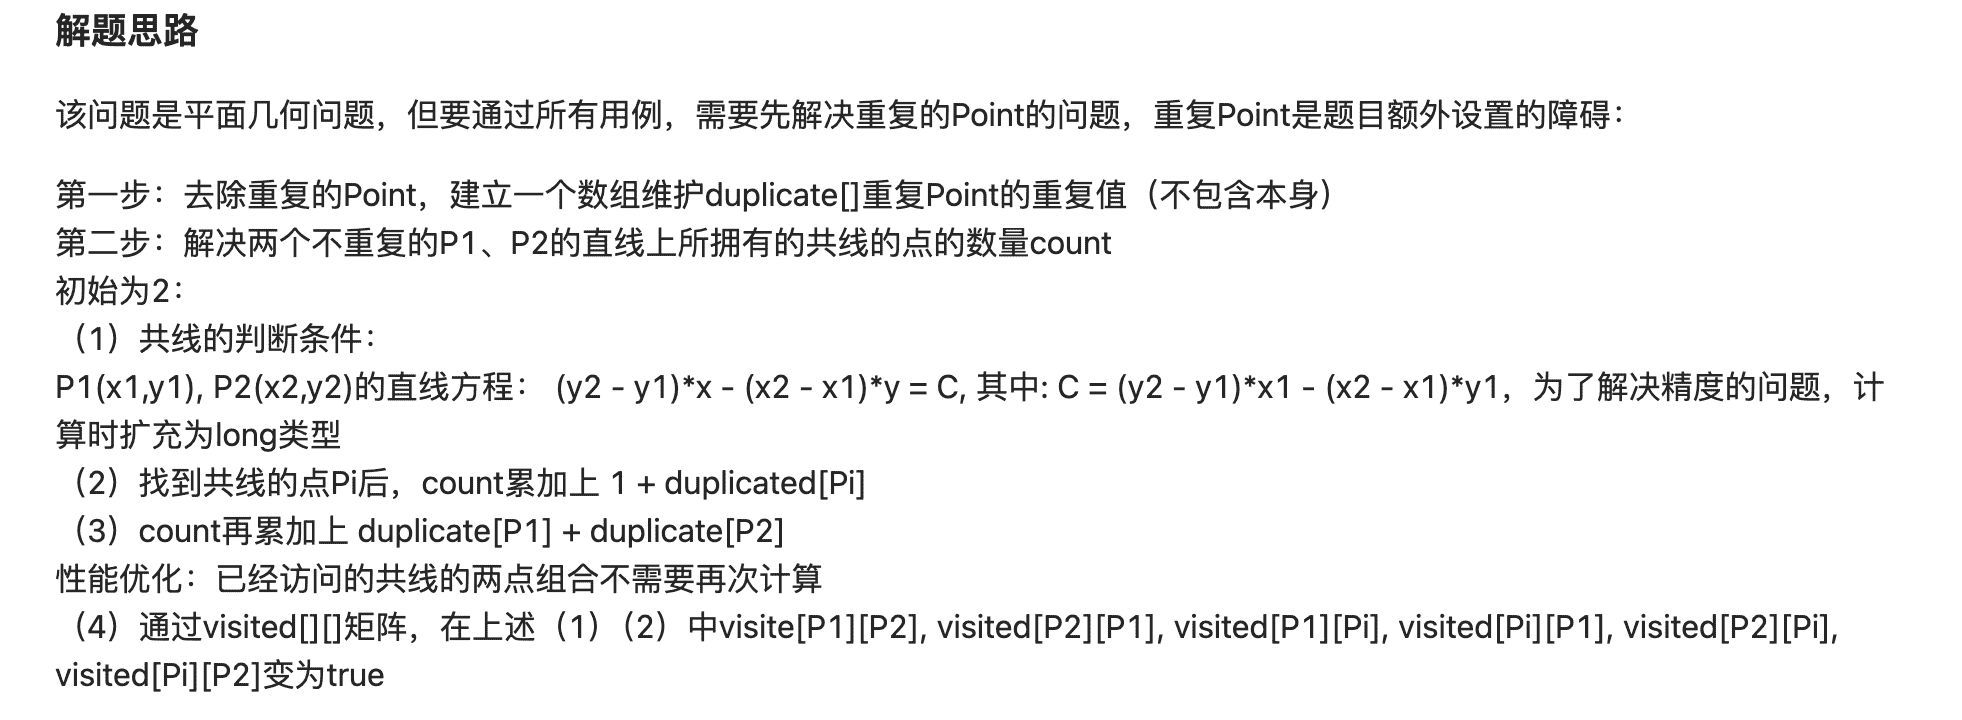 解题思路
该问题是平面几何问题，但要通过所有用例，需要先解决重复的Point的问题，重复Point是题目额外设置的障碍：
第一步：去除重复的Point，建立一个数组维护duplicate[]重复Point的重复值（不包含本身）
第二步：解决两个不重复的P1、P2的直线上所拥有的共线的点的数量count
初始为2：
（1）共线的判断条件：
P1(x1,y1), P2(x2,y2)的直线方程： (y2 - y1)*x - (x2 - x1)*y = C, 其中: C = (y2 - y1)*x1 - (x2 - x1)*y1，为了解决精度的问题，计
算时扩充为long类型
（2）找到共线的点Pi后，count累加上 1 + duplicated[Pi]
（3）count再累加上 duplicate[P1] + duplicate[P2]
性能优化：已经访问的共线的两点组合不需要再次计算
（4）通过visited[][]矩阵，在上述（1）（2）中visite[P1][P2], visited[P2][P1], visited[P1][Pi], visited[Pi][P1], visited[P2][Pi],
visited[Pi][P2]变为true